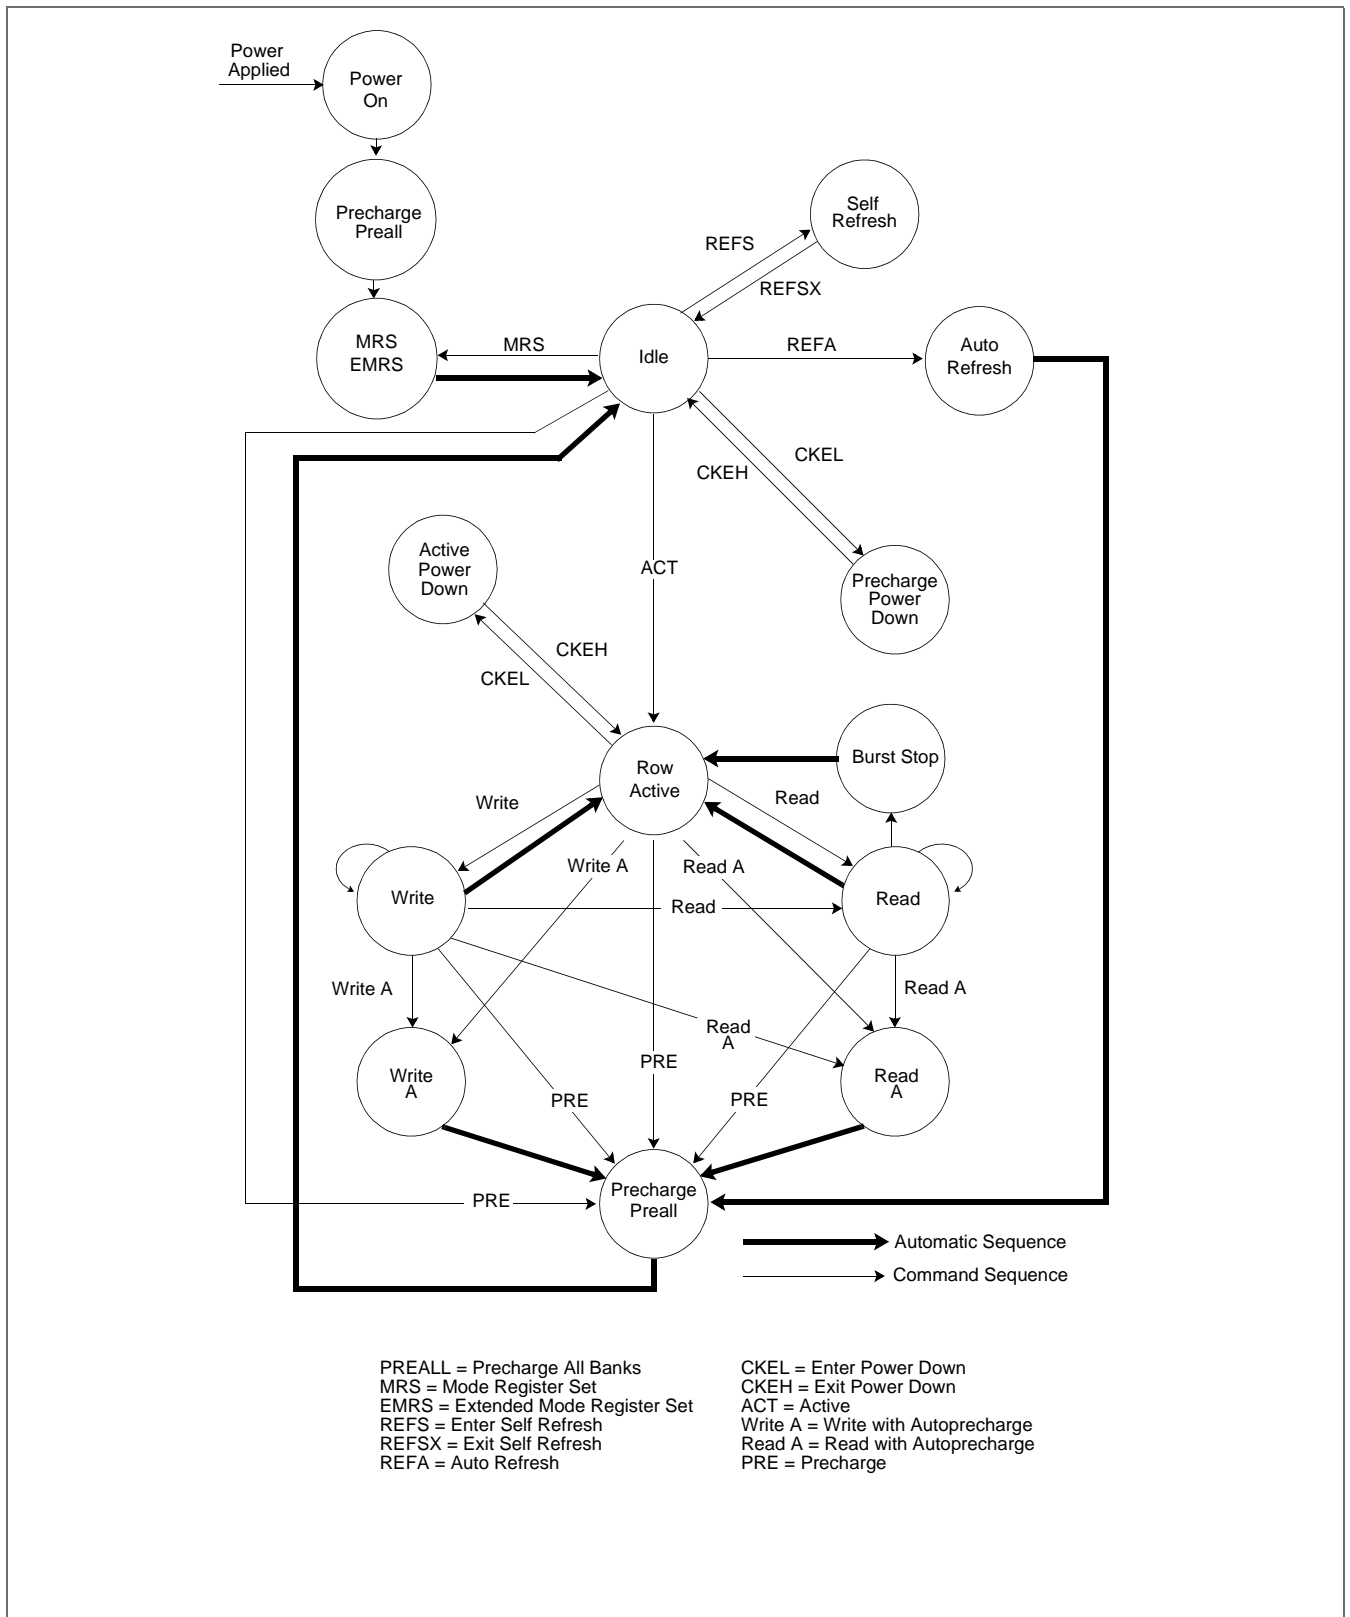 Power
Applied
Power
On
Precharge
Preall
Self
Refresh
REFS
REFSX
MRS
EMRS
MRS
Idle
REFA
Auto
Refresh
CKEL
CKEH
Active
Power
Down
ACT
Precharge
Power
Down
CKEH
CKEL
Row
Active
Burst Stop
Write
Read
Write A
Read A
Write
Read
Read
Write A
Read A
Read
A
PRE
Write
A
Read
A
PRE
PRE
Precharge
Preall
PRE
Automatic Sequence
Command Sequence
PREALL = Precharge All Banks
MRS = Mode Register Set
EMRS = Extended Mode Register Set
REFS = Enter Self Refresh
REFSX = Exit Self Refresh
REFA = Auto Refresh
CKEL = Enter Power Down
CKEH = Exit Power Down
ACT = Active
Write A = Write with Autoprecharge
Read A = Read with Autoprecharge
PRE = Precharge